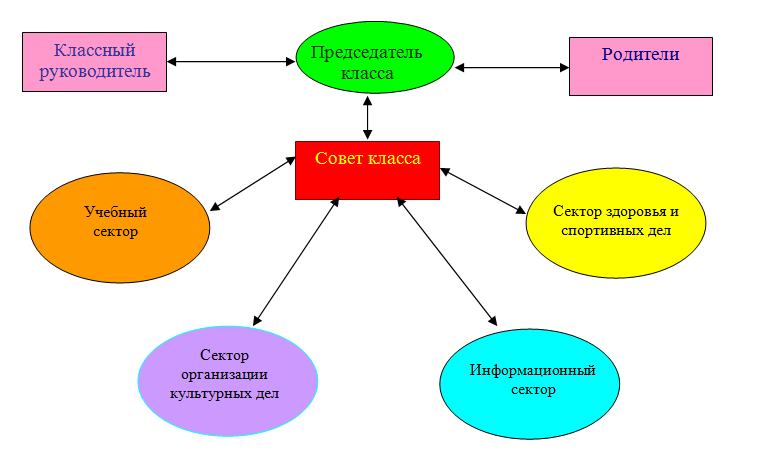 Классный
руководитель
Председатель
класса
Родители
Совет класса
Учебный
сектор
Сектор здоровья и
спортивных дел
Сектор
организации
культурных дел
Информационный
сектор